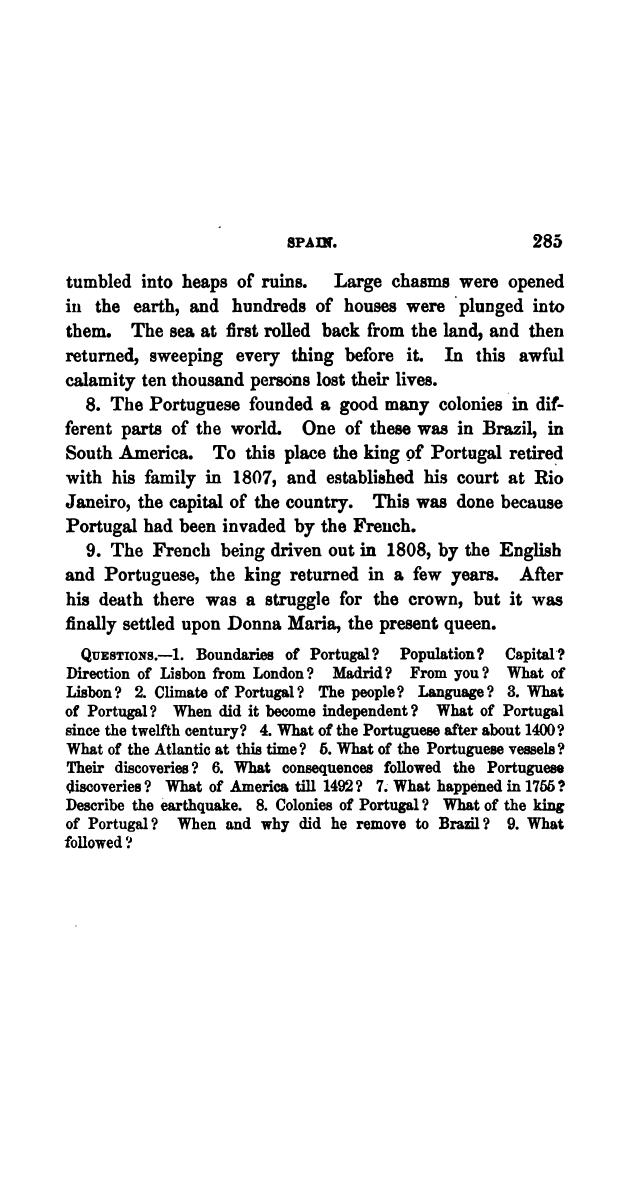 SPAIN. 285
tumbled into heaps of ruins. Large chasms were opened
in the earth, and hundreds of houses were plunged into
them. The sea at first rolled back from the land, and then
returned, sweeping every thing before it. In this awful
calamity ten thousand persons lost their lives.
8. The Portuguese founded a good many colonies in dif-
ferent parts of the world. One of these was in Brazil, in
South America. To this place the king of Portugal retired
with his family in 1807, and established his court at Rio
Janeiro, the capital of the country. This was done because
Portugal had been invaded by the French.
9. The French being driven out in 1808, by the English
and Portuguese, the king returned in a few years. After
his death there was a struggle for the crown, but it was
finally settled upon Donna Maria, the present queen.
QUESTIONS.—1. Boundaries of Portugal? Population? Capital?
Direction of Lisbon from London? Madrid? From you? What of
Lisbon? 2. Climate of Portugal? The people? Language? 3. What
of Portugal? When did it become independent? What of Portugal
since the twelfth century? 4. What of the Portuguese after about 1400?
What of the Atlantic at this time? 5. What of the Portuguese vessels?
Their discoveries? 6. What consequences followed the Portuguese
discoveries? What of America till 1492? 7. What happened in 1755?
Describe the earthquake. 8. Colonies of Portugal? What of the king
of Portugal? When and why did he remove to Brazil? 9. What
followed?